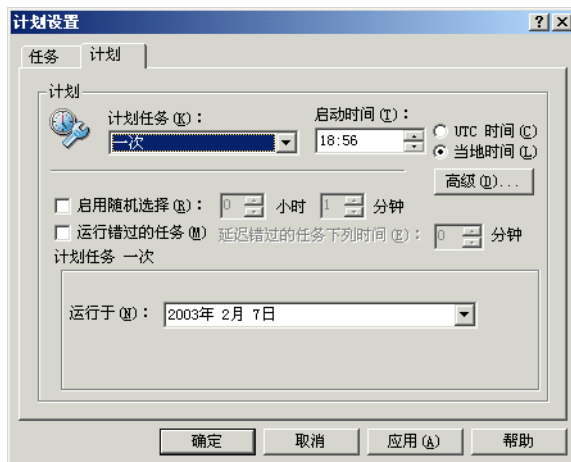 计划设置
任务 计划
计划
计划任务(K)： 启动时间(T)：
一次 18:56 UTC 时间(C)
当地时间(L)
高级(D)...
启用随机选择(R)： 0 小时 1 分钟
运行错过的任务(M) 延迟错过的任务下列时间(E)： 0 分钟
计划任务 一次
运行于(N)： 2003年 2月 7日
确定 取消 应用(A) 帮助